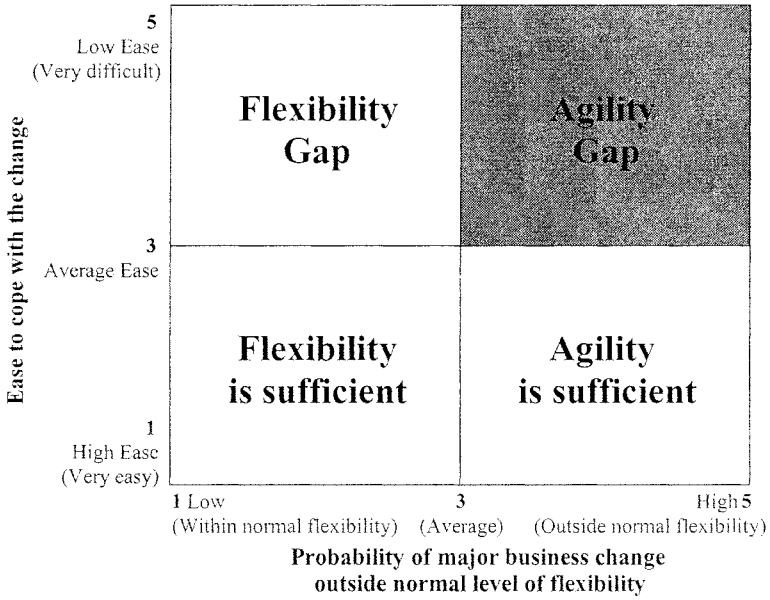 5
Low Ease
(Very difficult)
Flexibility
Gap
Agility
Gap
Ease to cope with the change
3
Average Ease
Flexibility
is sufficient
Agility
is sufficient
1
High Ease
(Very easy)
1 Low
3
High 5
(Within normal flexibility)
(Average)
(Outside normal flexibility)
Probability of major business change
outside normal level of flexibility